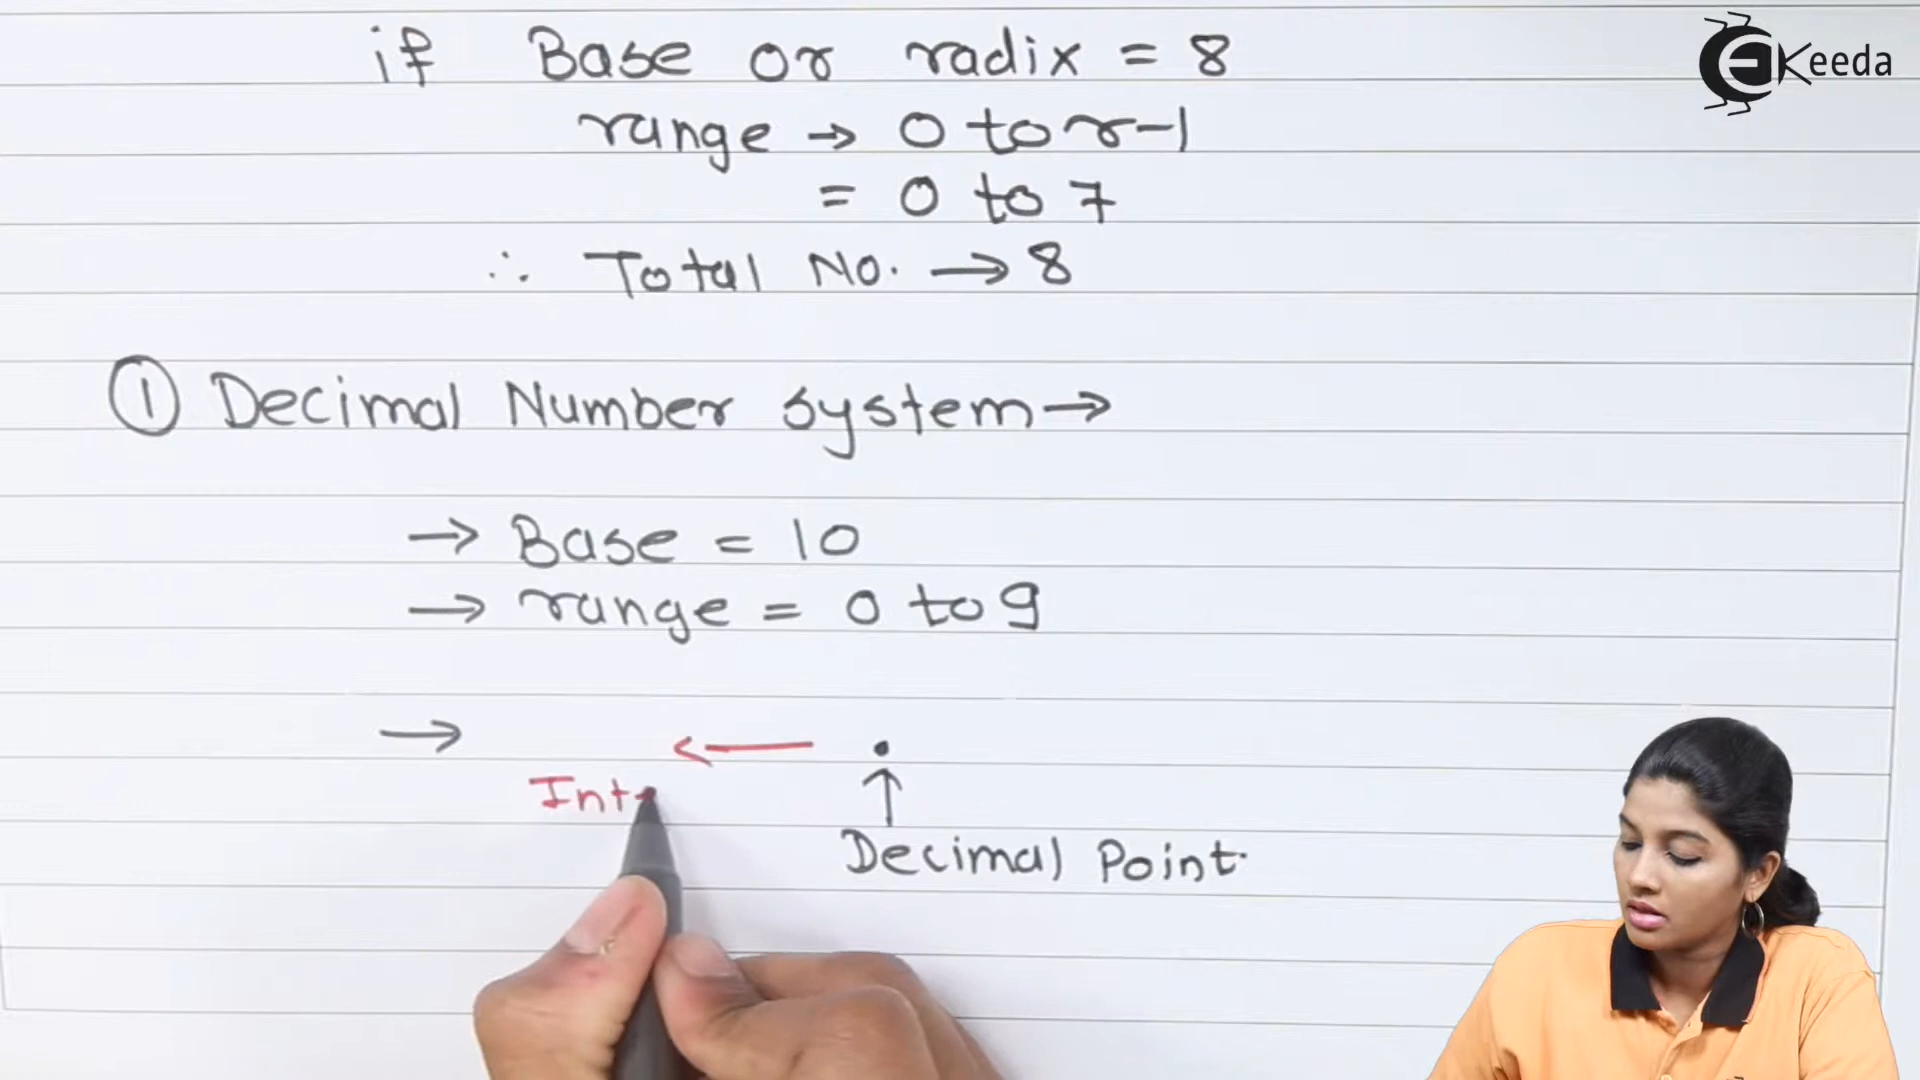 if Base or radix = 8
EKeeda
range → 0 to r-1
= 0 to 7
∴ Total No. → 8
① Decimal Number system →
→ Base = 10
→ range = 0 to 9
→ ← .
Inte
↑
Decimal Point.